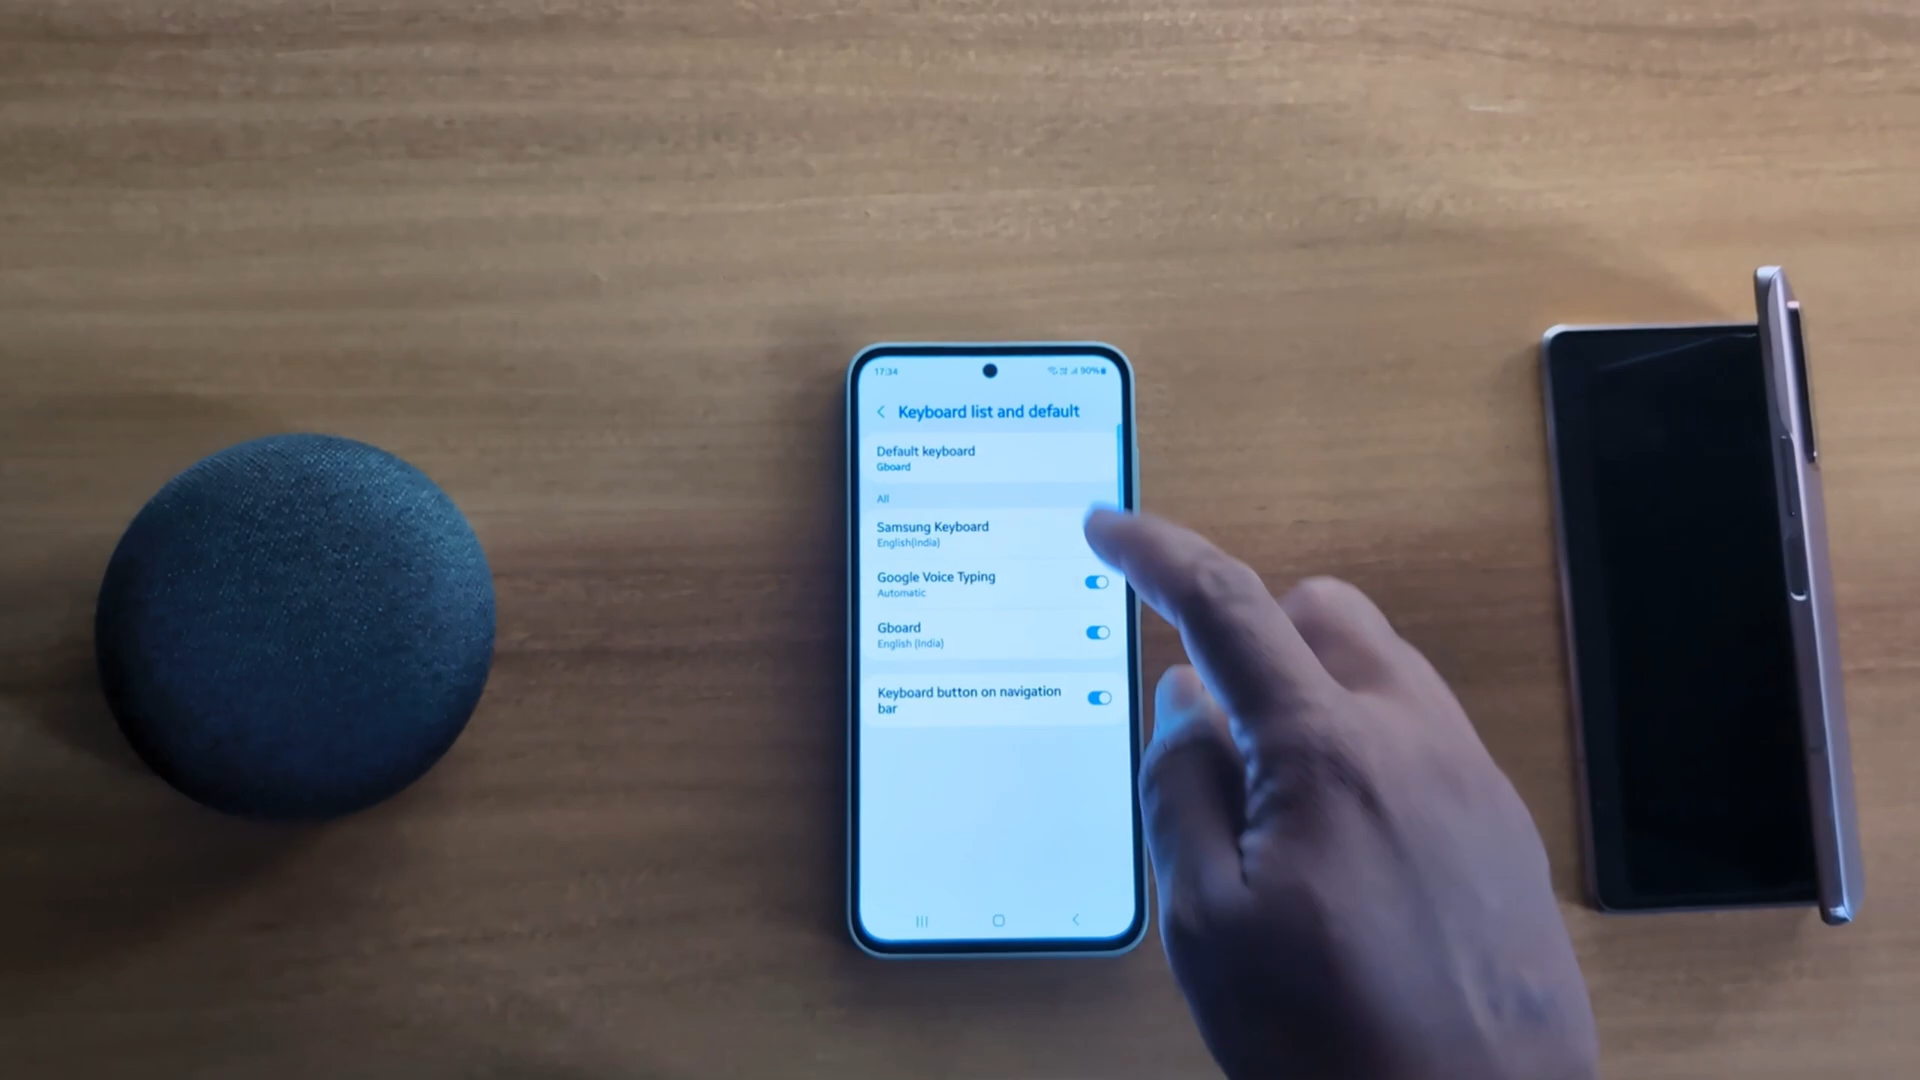 17:34
90%
Keyboard list and default
Default keyboard
Gboard
All
Samsung Keyboard
English(India)
Google Voice Typing
Automatic
Gboard
English (India)
Keyboard button on navigation
bar